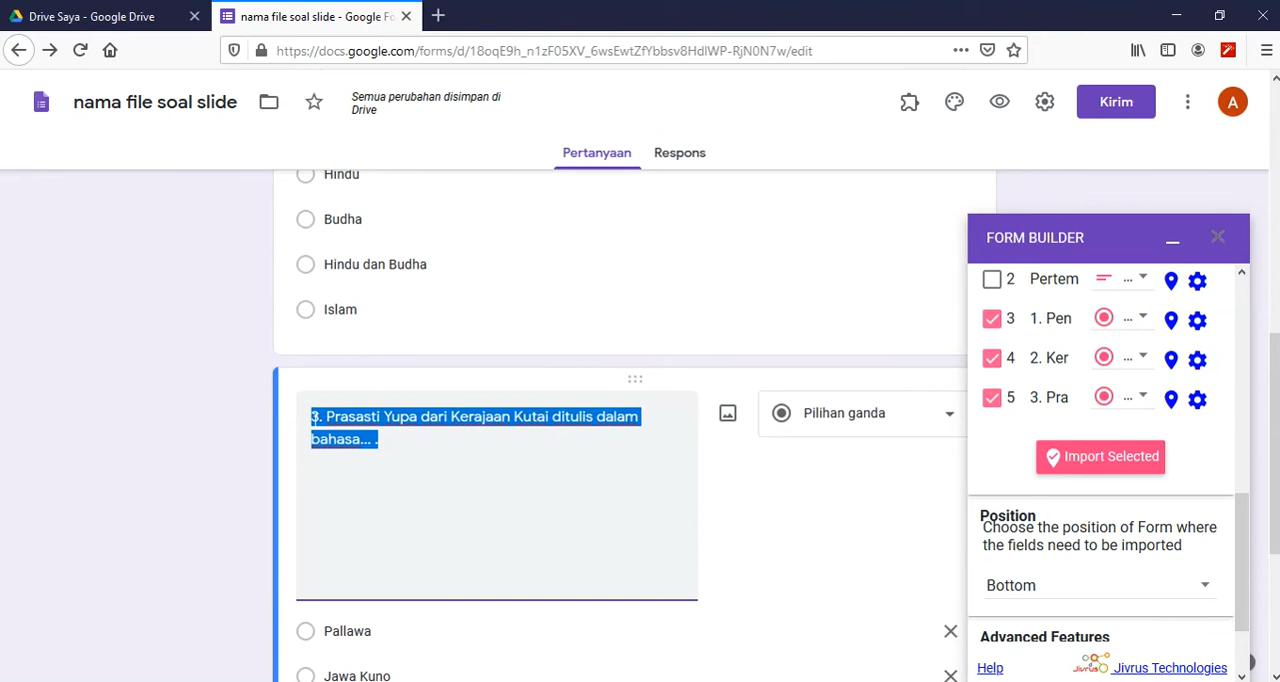 Drive Saya - Google Drive
nama file soal slide - Google Fo
https://docs.google.com/forms/d/18oqE9h_n1zF05XV_6wsEwtZfYbbsv8HdlWP-RjN0N7w/edit
nama file soal slide
Semua perubahan disimpan di
Drive
Kirim
A
Pertanyaan
Respons
Hindu
Budha
Hindu dan Budha
Islam
3. Prasasti Yupa dari Kerajaan Kutai ditulis dalam
bahasa... .
Pilihan ganda
Pallawa
Jawa Kuno
FORM BUILDER
2 Pertem ...
3 1. Pen ...
4 2. Ker ...
5 3. Pra ...
Import Selected
Position
Choose the position of Form where
the fields need to be imported
Bottom
Advanced Features
Help
Jivrus
Jivrus Technologies